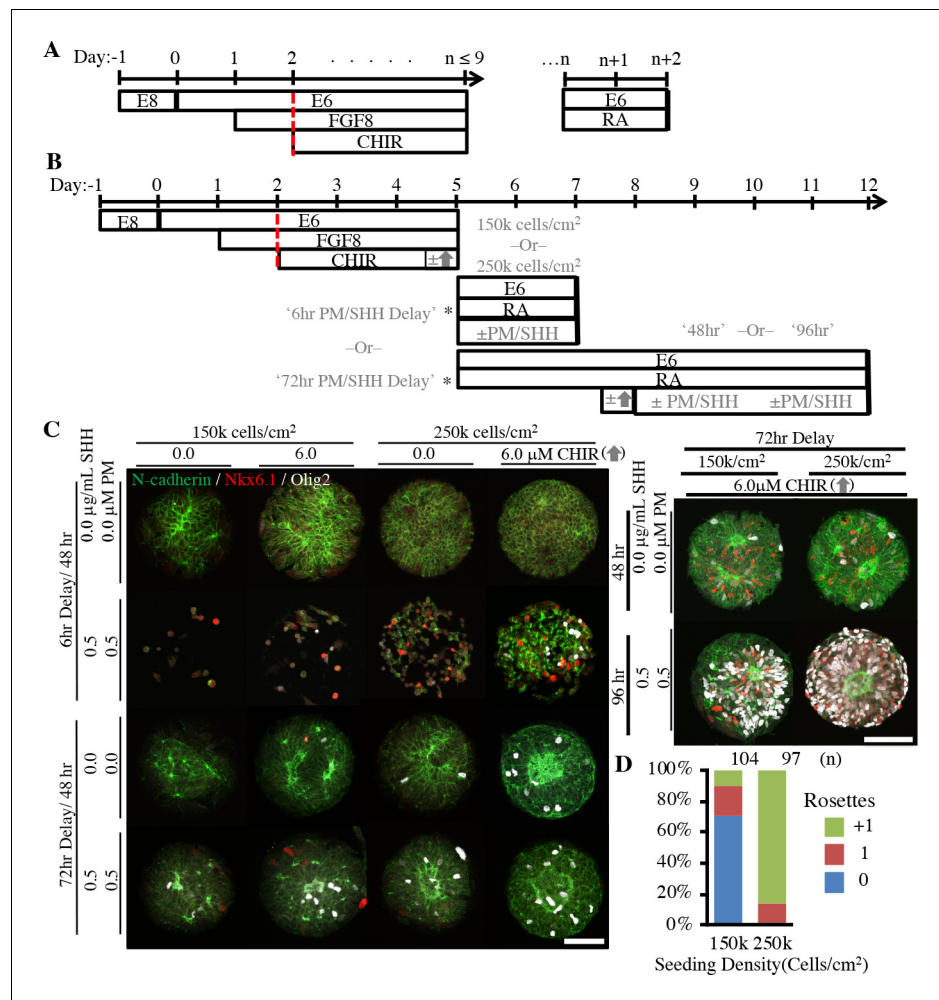 A
Day:-1 0 1 2 . . . . . n ≤ 9 ...n n+1 n+2
E8 E6 E6
FGF8 RA
CHIR
B
Day:-1 0 1 2 3 4 5 6 7 8 9 10 11 12
E8 E6 150k cells/cm²
FGF8 –Or–
CHIR ± 250k cells/cm²
E6
'6hr PM/SHH Delay' * RA
±PM/SHH '48hr' –Or– '96hr'
–Or–
E6
'72hr PM/SHH Delay' * RA
± ± PM/SHH ±PM/SHH
C
150k cells/cm² 250k cells/cm²
0.0 6.0 0.0 6.0 μM CHIR ( )
N-cadherin / Nkx6.1 / Olig2
0.0 μg/mL SHH
0.0 μM PM
6hr Delay/ 48 hr
0.5
0.5
72hr Delay/ 48 hr
0.0
0.0
0.5
0.5
72hr Delay
150k/cm² 250k/cm²
6.0μM CHIR ( )
48 hr
0.0 μg/mL SHH
0.0 μM PM
96 hr
0.5
0.5
D
104 97 (n)
100%
80%
60%
40%
20%
0%
Rosettes
+1
1
0
150k 250k
Seeding Density(Cells/cm²)